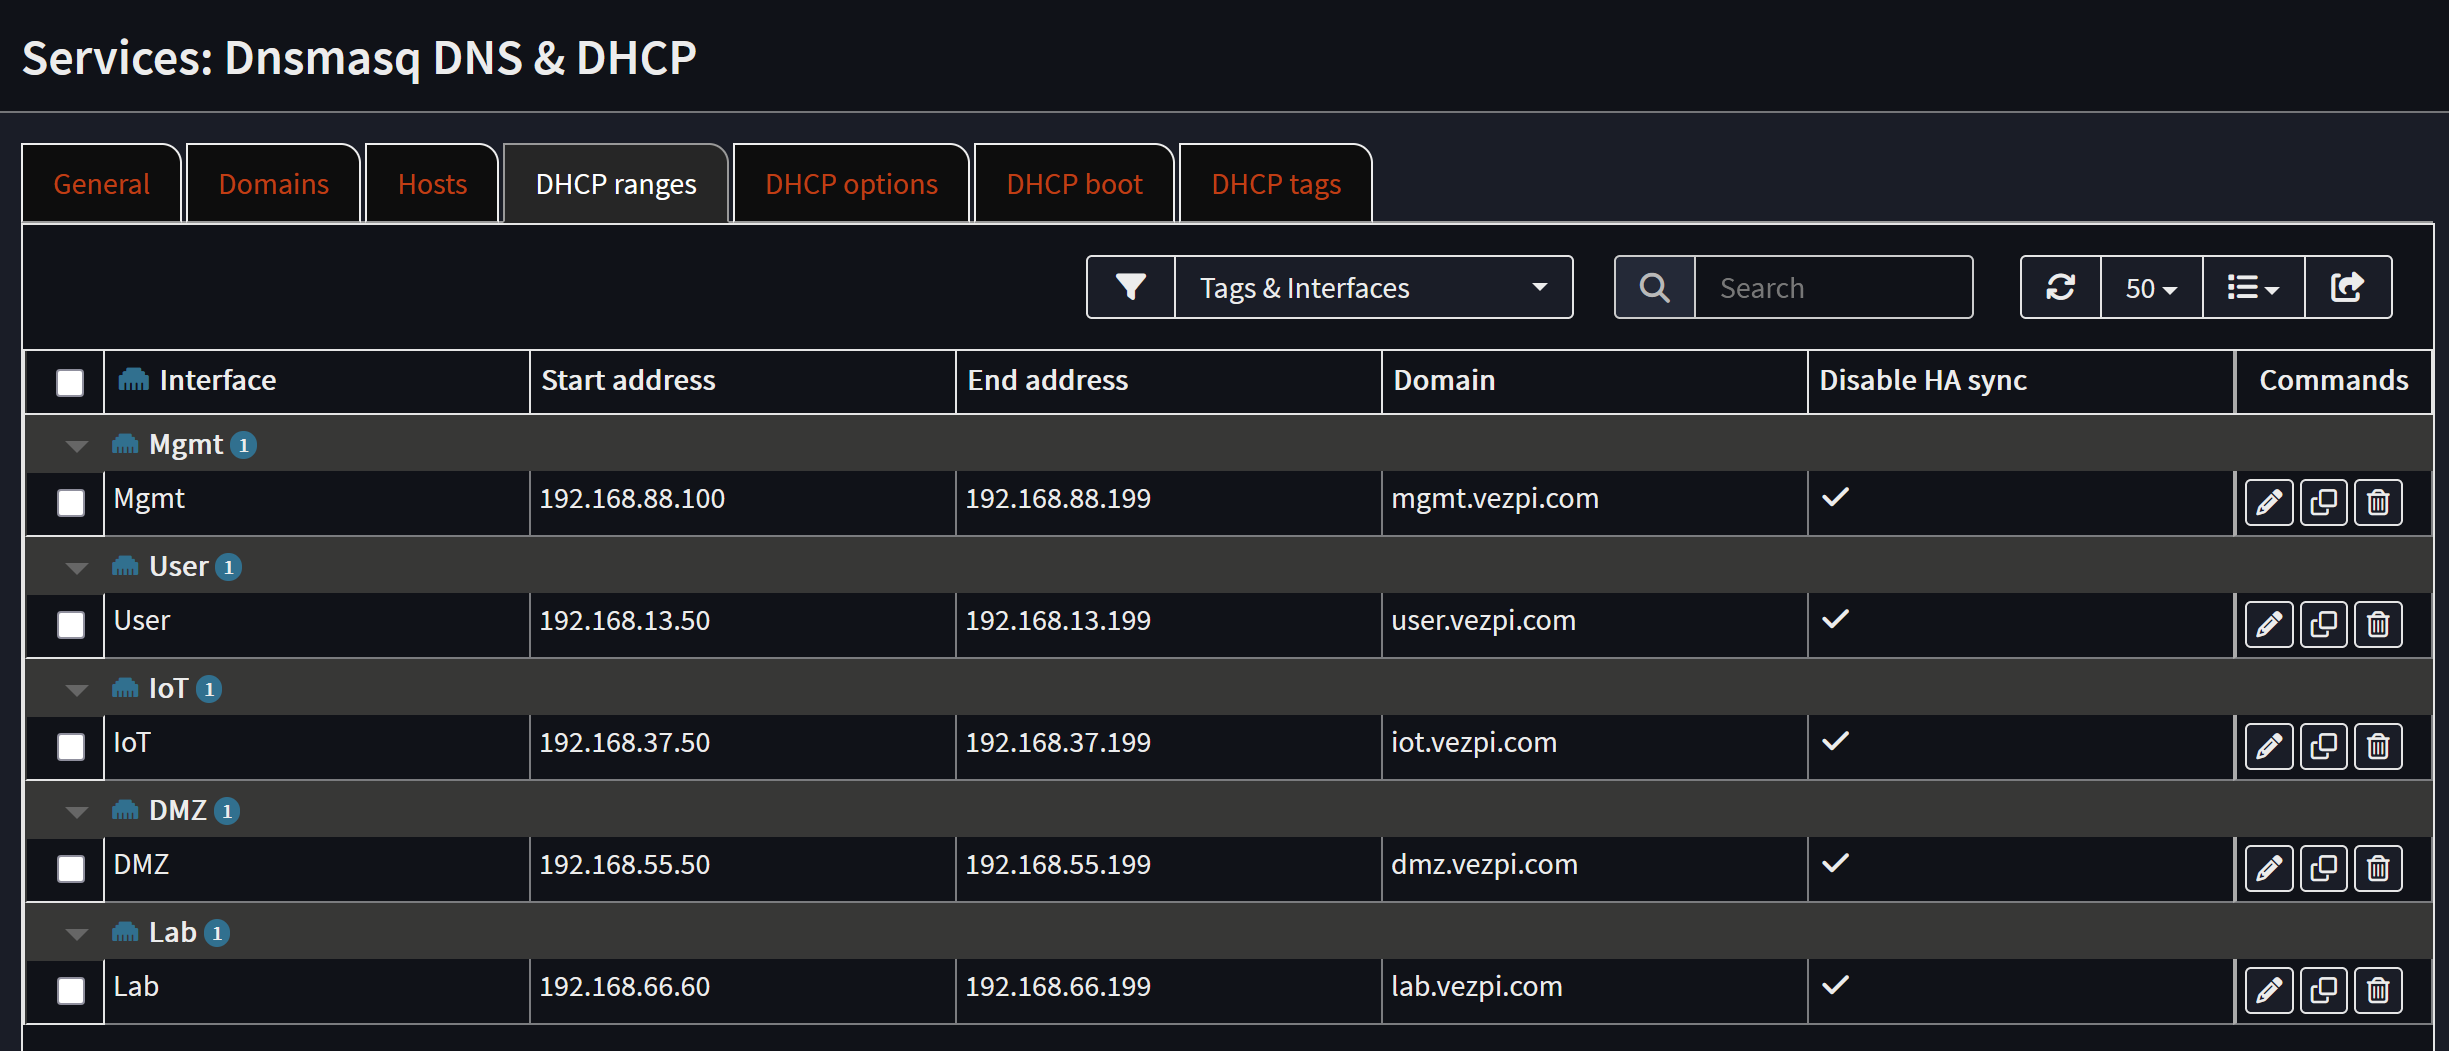 Services: Dnsmasq DNS & DHCP
General Domains Hosts DHCP ranges DHCP options DHCP boot DHCP tags
Tags & Interfaces Search 50
Interface Start address End address Domain Disable HA sync Commands
Mgmt 1
Mgmt 192.168.88.100 192.168.88.199 mgmt.vezpi.com
User 1
User 192.168.13.50 192.168.13.199 user.vezpi.com
IoT 1
IoT 192.168.37.50 192.168.37.199 iot.vezpi.com
DMZ 1
DMZ 192.168.55.50 192.168.55.199 dmz.vezpi.com
Lab 1
Lab 192.168.66.60 192.168.66.199 lab.vezpi.com